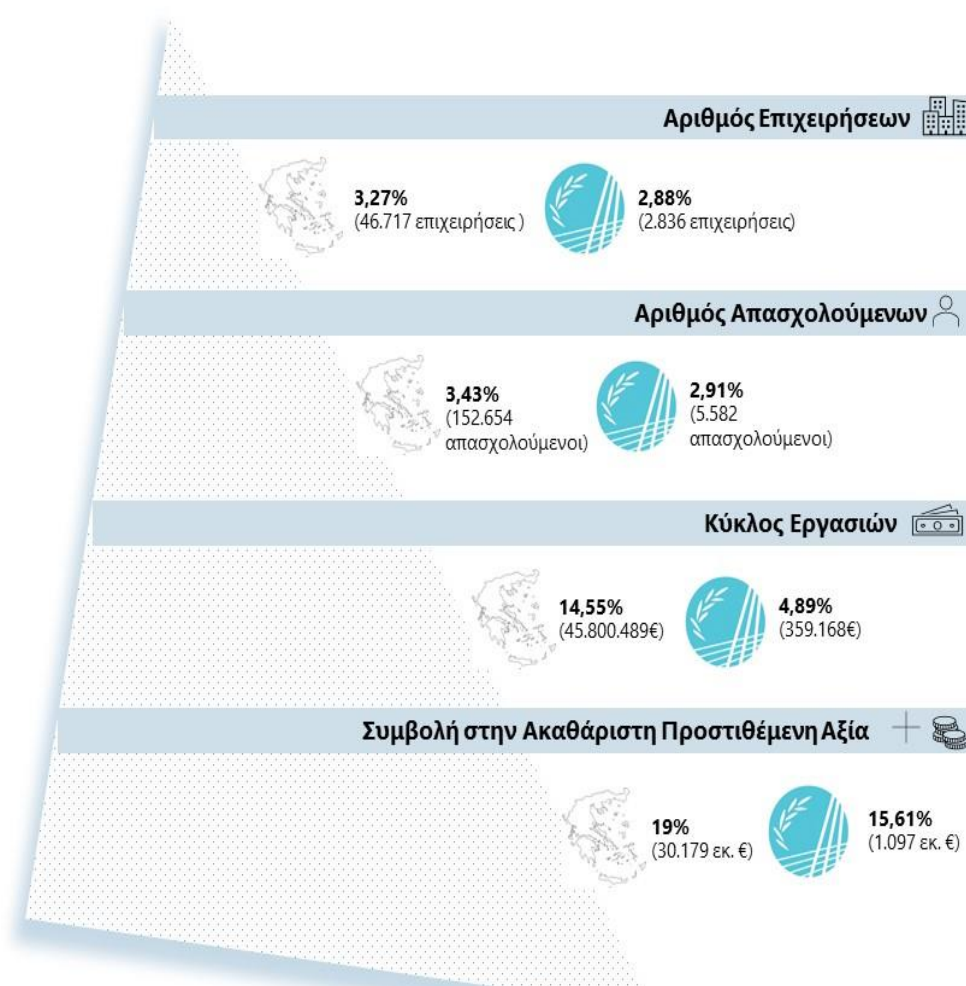 Αριθμός Επιχειρήσεων
3,27%
(46.717 επιχειρήσεις )
2,88%
(2.836 επιχειρήσεις)
Αριθμός Απασχολούμενων
3,43%
(152.654
απασχολούμενοι)
2,91%
(5.582
απασχολούμενοι)
Κύκλος Εργασιών
14,55%
(45.800.489€)
4,89%
(359.168€)
Συμβολή στην Ακαθάριστη Προστιθέμενη Αξία
19%
(30.179 εκ. €)
15,61%
(1.097 εκ. €)